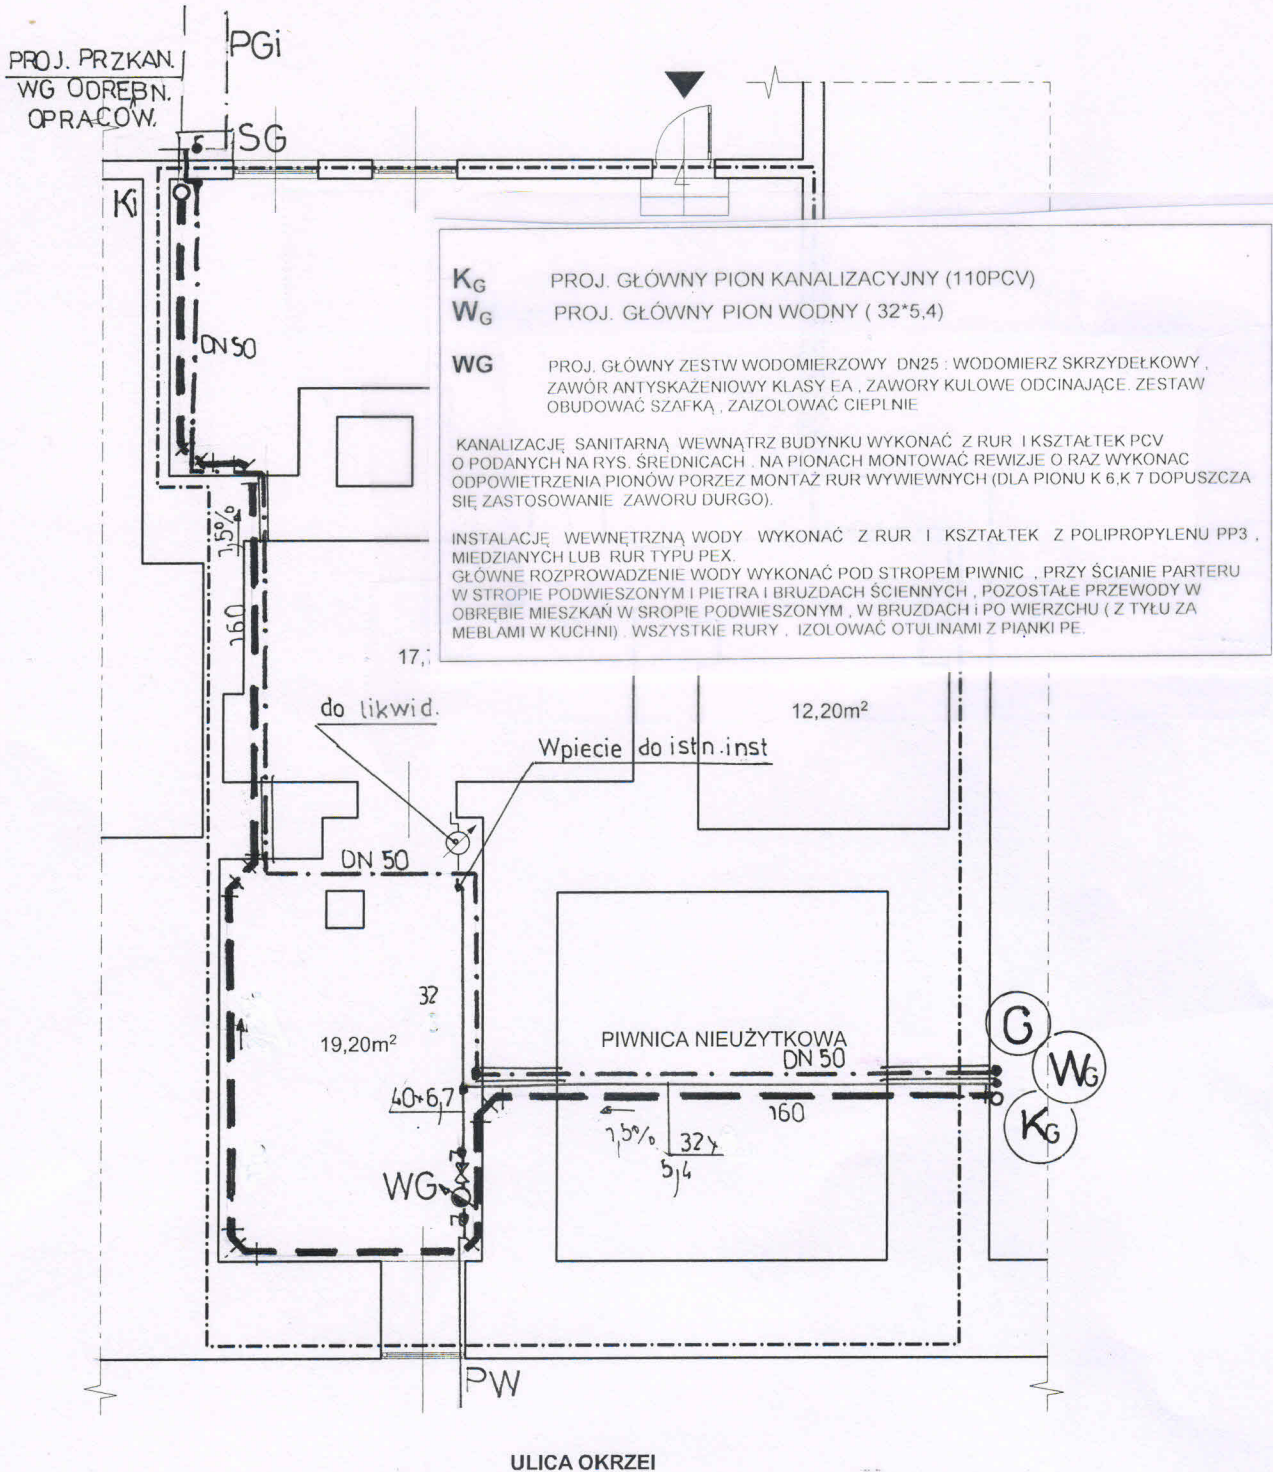 PGi
PROJ. PRZKAN.
WG ODRĘBN.
OPRACOW.
SG
Ki
DN 50
K_G PROJ. GŁÓWNY PION KANALIZACYJNY (110PCV)
W_G PROJ. GŁÓWNY PION WODNY ( 32*5,4)
WG PROJ. GŁÓWNY ZESTW WODOMIERZOWY DN25 : WODOMIERZ SKRZYDEŁKOWY ,
ZAWÓR ANTYSKAŻENIOWY KLASY EA , ZAWORY KULOWE ODCINAJĄCE. ZESTAW
OBUDOWAĆ SZAFKĄ , ZAIZOLOWAĆ CIEPLNIE
KANALIZACJĘ SANITARNĄ WEWNĄTRZ BUDYNKU WYKONAĆ Z RUR I KSZTAŁTEK PCV
O PODANYCH NA RYS. ŚREDNICACH . NA PIONACH MONTOWAĆ REWIZJE O RAZ WYKONAC
ODPOWIETRZENIA PIONÓW PORZEZ MONTAŻ RUR WYWIEWNYCH (DLA PIONU K 6,K 7 DOPUSZCZA
SIĘ ZASTOSOWANIE ZAWORU DURGO).
INSTALACJĘ WEWNĘTRZNĄ WODY WYKONAĆ Z RUR I KSZTAŁTEK Z POLIPROPYLENU PP3 ,
MIEDZIANYCH LUB RUR TYPU PEX.
GŁÓWNE ROZPROWADZENIE WODY WYKONAĆ POD STROPEM PIWNIC , PRZY ŚCIANIE PARTERU
W STROPIE PODWIESZONYM I PIETRA I BRUZDACH ŚCIENNYCH , POZOSTAŁE PRZEWODY W
OBRĘBIE MIESZKAŃ W SROPIE PODWIESZONYM , W BRUZDACH i PO WIERZCHU ( Z TYŁU ZA
MEBLAMI W KUCHNI) . WSZYSTKIE RURY , IZOLOWAĆ OTULINAMI Z PIANKI PE.
1,5%
160
17,
do likwid.
12,20m²
Wpiecie do istn.inst
DN 50
32
19,20m²
PIWNICA NIEUŻYTKOWA
DN 50
G
W_G
K_G
40*6,7
160
1,5%
32x
5,4
WG
PW
ULICA OKRZEI